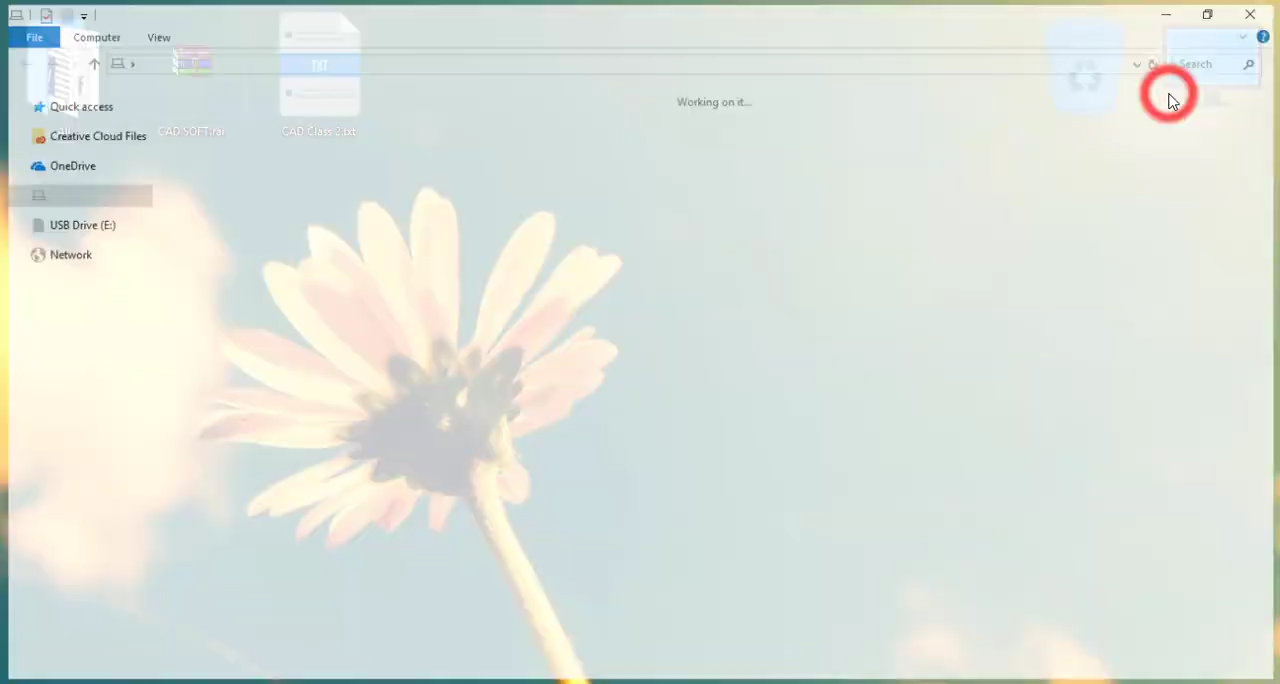 File Computer View
Search
Working on it...
Quick access
CAD SOFT.rar
TXT
CAD Class 2.txt
Creative Cloud Files
OneDrive
USB Drive (E:)
Network